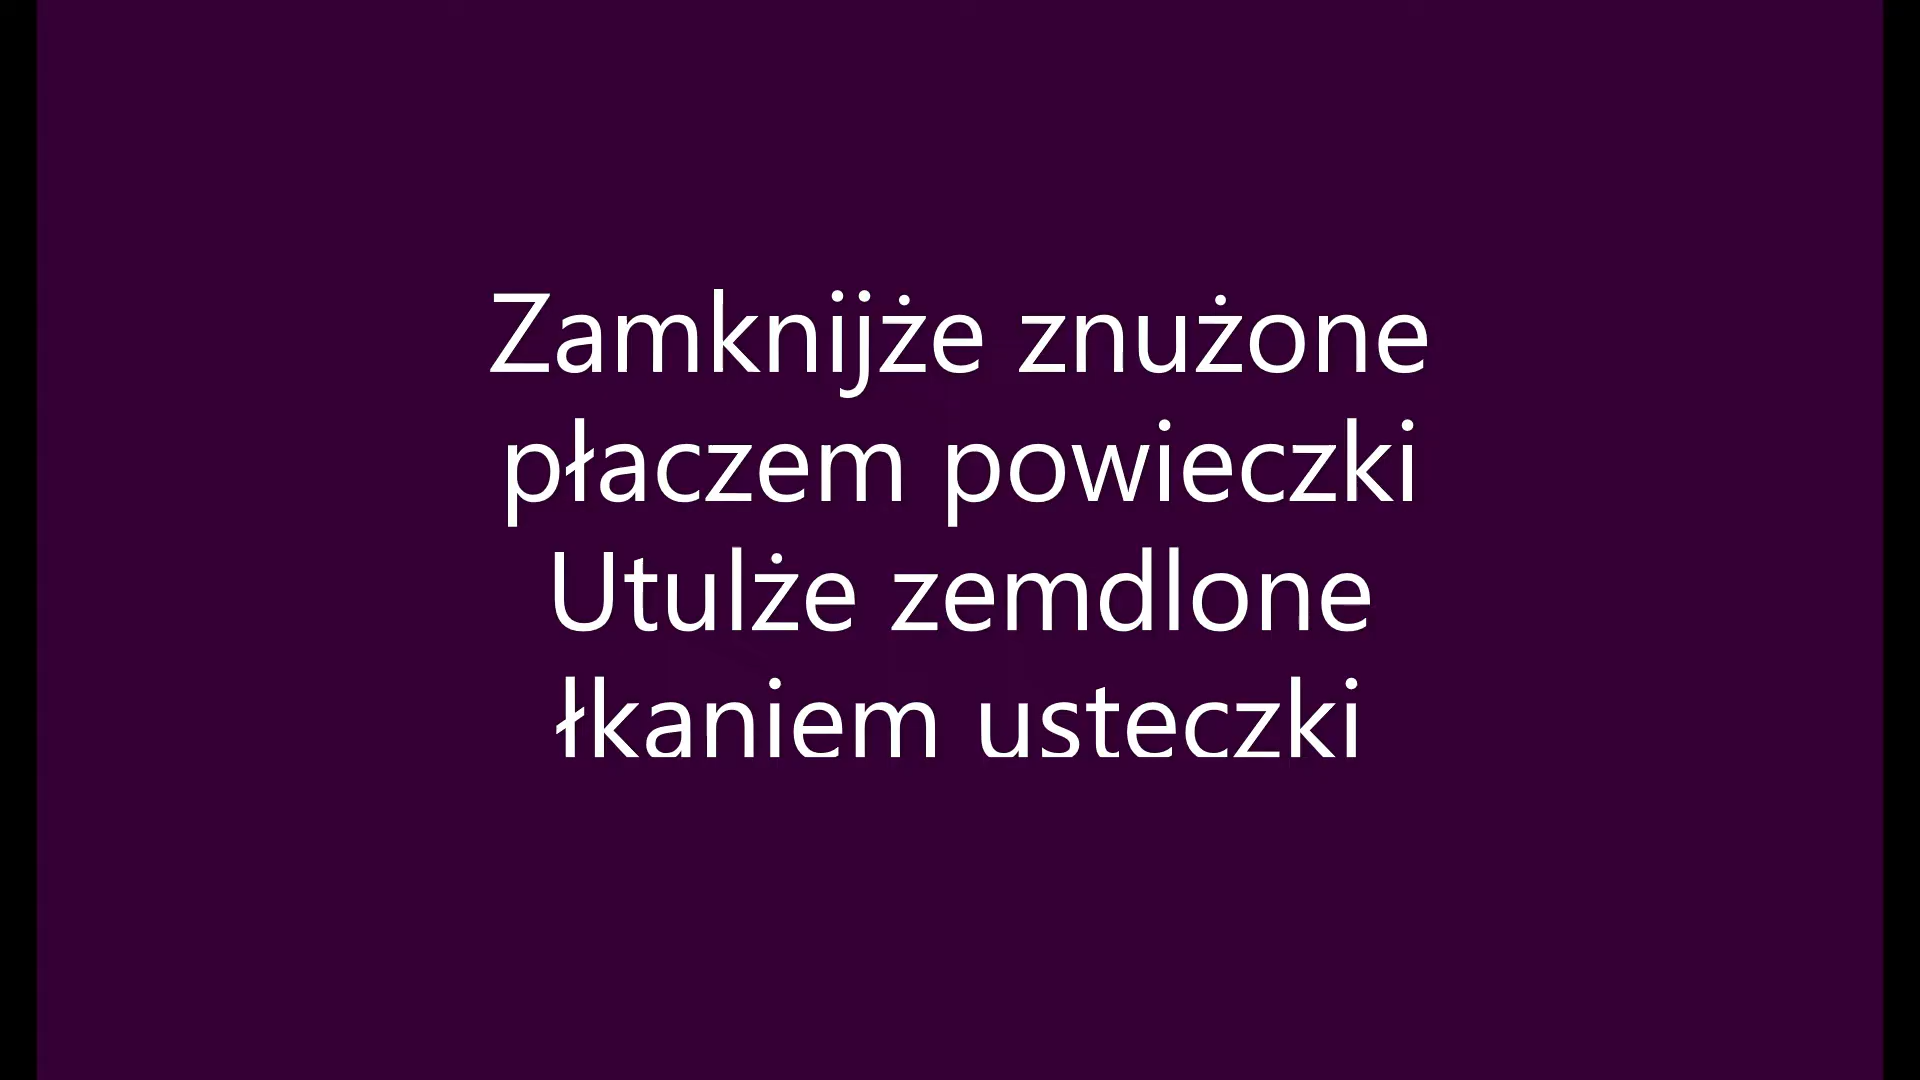 Zamknijże znużone
płaczem powieczki
Utulże zemdlone
łkaniem usteczki